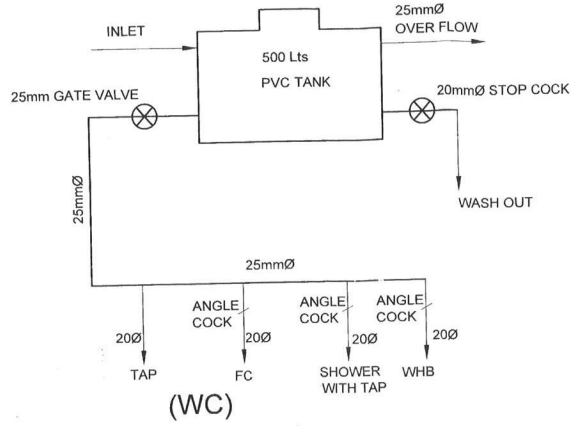 25mmØ
INLET
OVER FLOW
500 Lts
PVC TANK
25mm GATE VALVE
20mmØ STOP COCK
WASH OUT
25mmØ
25mmØ
ANGLE
COCK
ANGLE
COCK
ANGLE
COCK
20Ø
20Ø
20Ø
20Ø
TAP
FC
SHOWER
WITH TAP
WHB
(WC)